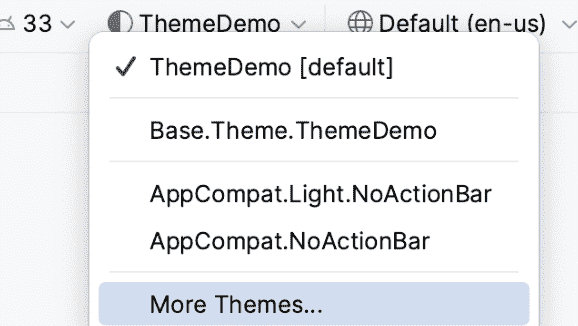 33 ThemeDemo Default (en-us)
ThemeDemo [default]
Base.Theme.ThemeDemo
AppCompat.Light.NoActionBar
AppCompat.NoActionBar
More Themes...